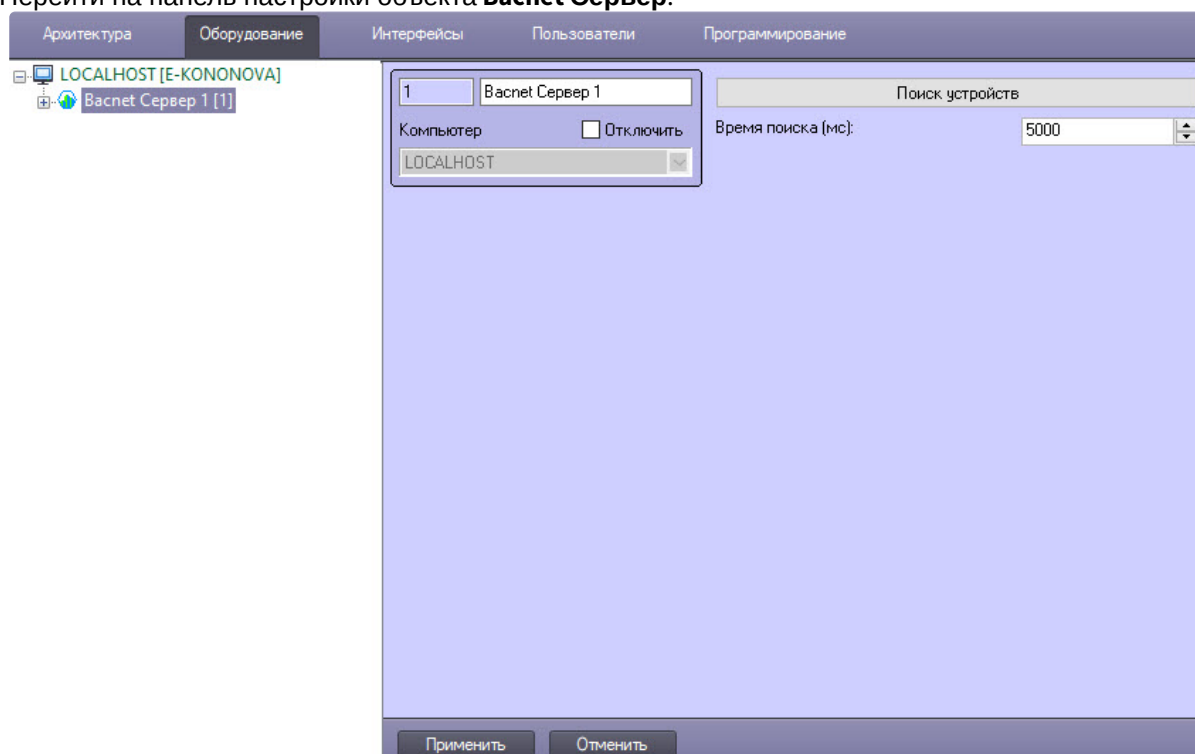 Перейти на панель настройки объекта Bacnet Сервер.
Архитектура Оборудование Интерфейсы Пользователи Программирование
LOCALHOST [E-KONONOVA]
Bacnet Сервер 1 [1]
1 Bacnet Сервер 1
Компьютер Отключить
LOCALHOST
Поиск устройств
Время поиска (мс): 5000
Применить Отменить